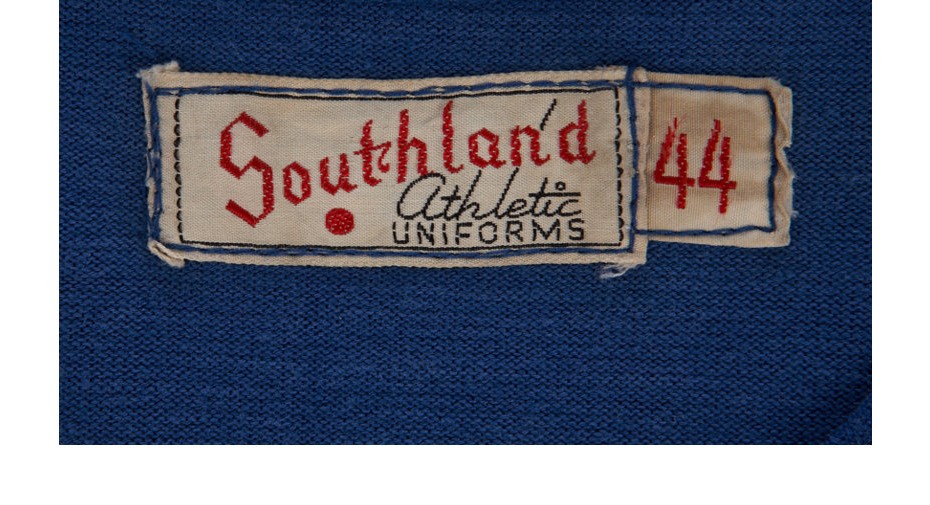 Southland 44
Athletic
UNIFORMS